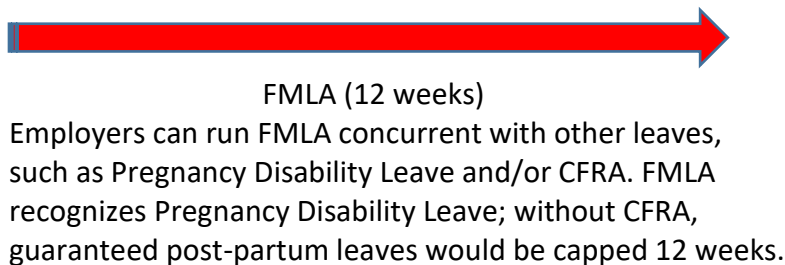 FMLA (12 weeks)
Employers can run FMLA concurrent with other leaves,
such as Pregnancy Disability Leave and/or CFRA. FMLA
recognizes Pregnancy Disability Leave; without CFRA,
guaranteed post-partum leaves would be capped 12 weeks.